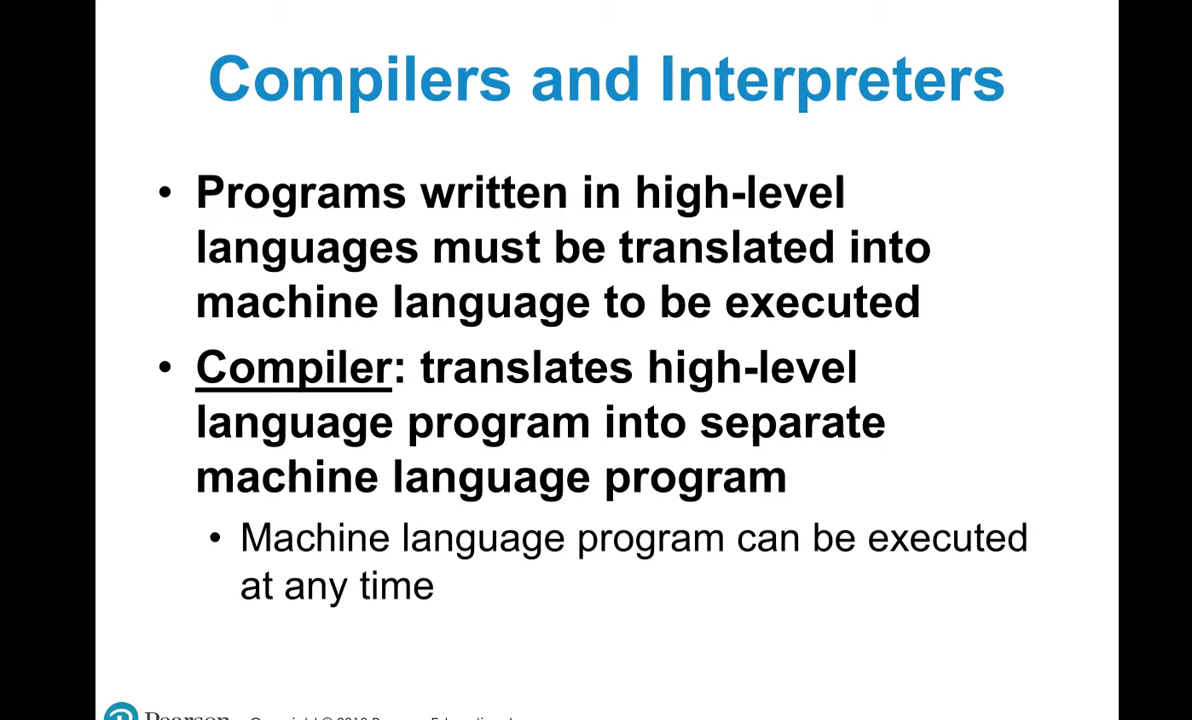 Compilers and Interpreters
• Programs written in high-level
languages must be translated into
machine language to be executed
• Compiler: translates high-level
language program into separate
machine language program
• Machine language program can be executed
at any time
Pearson